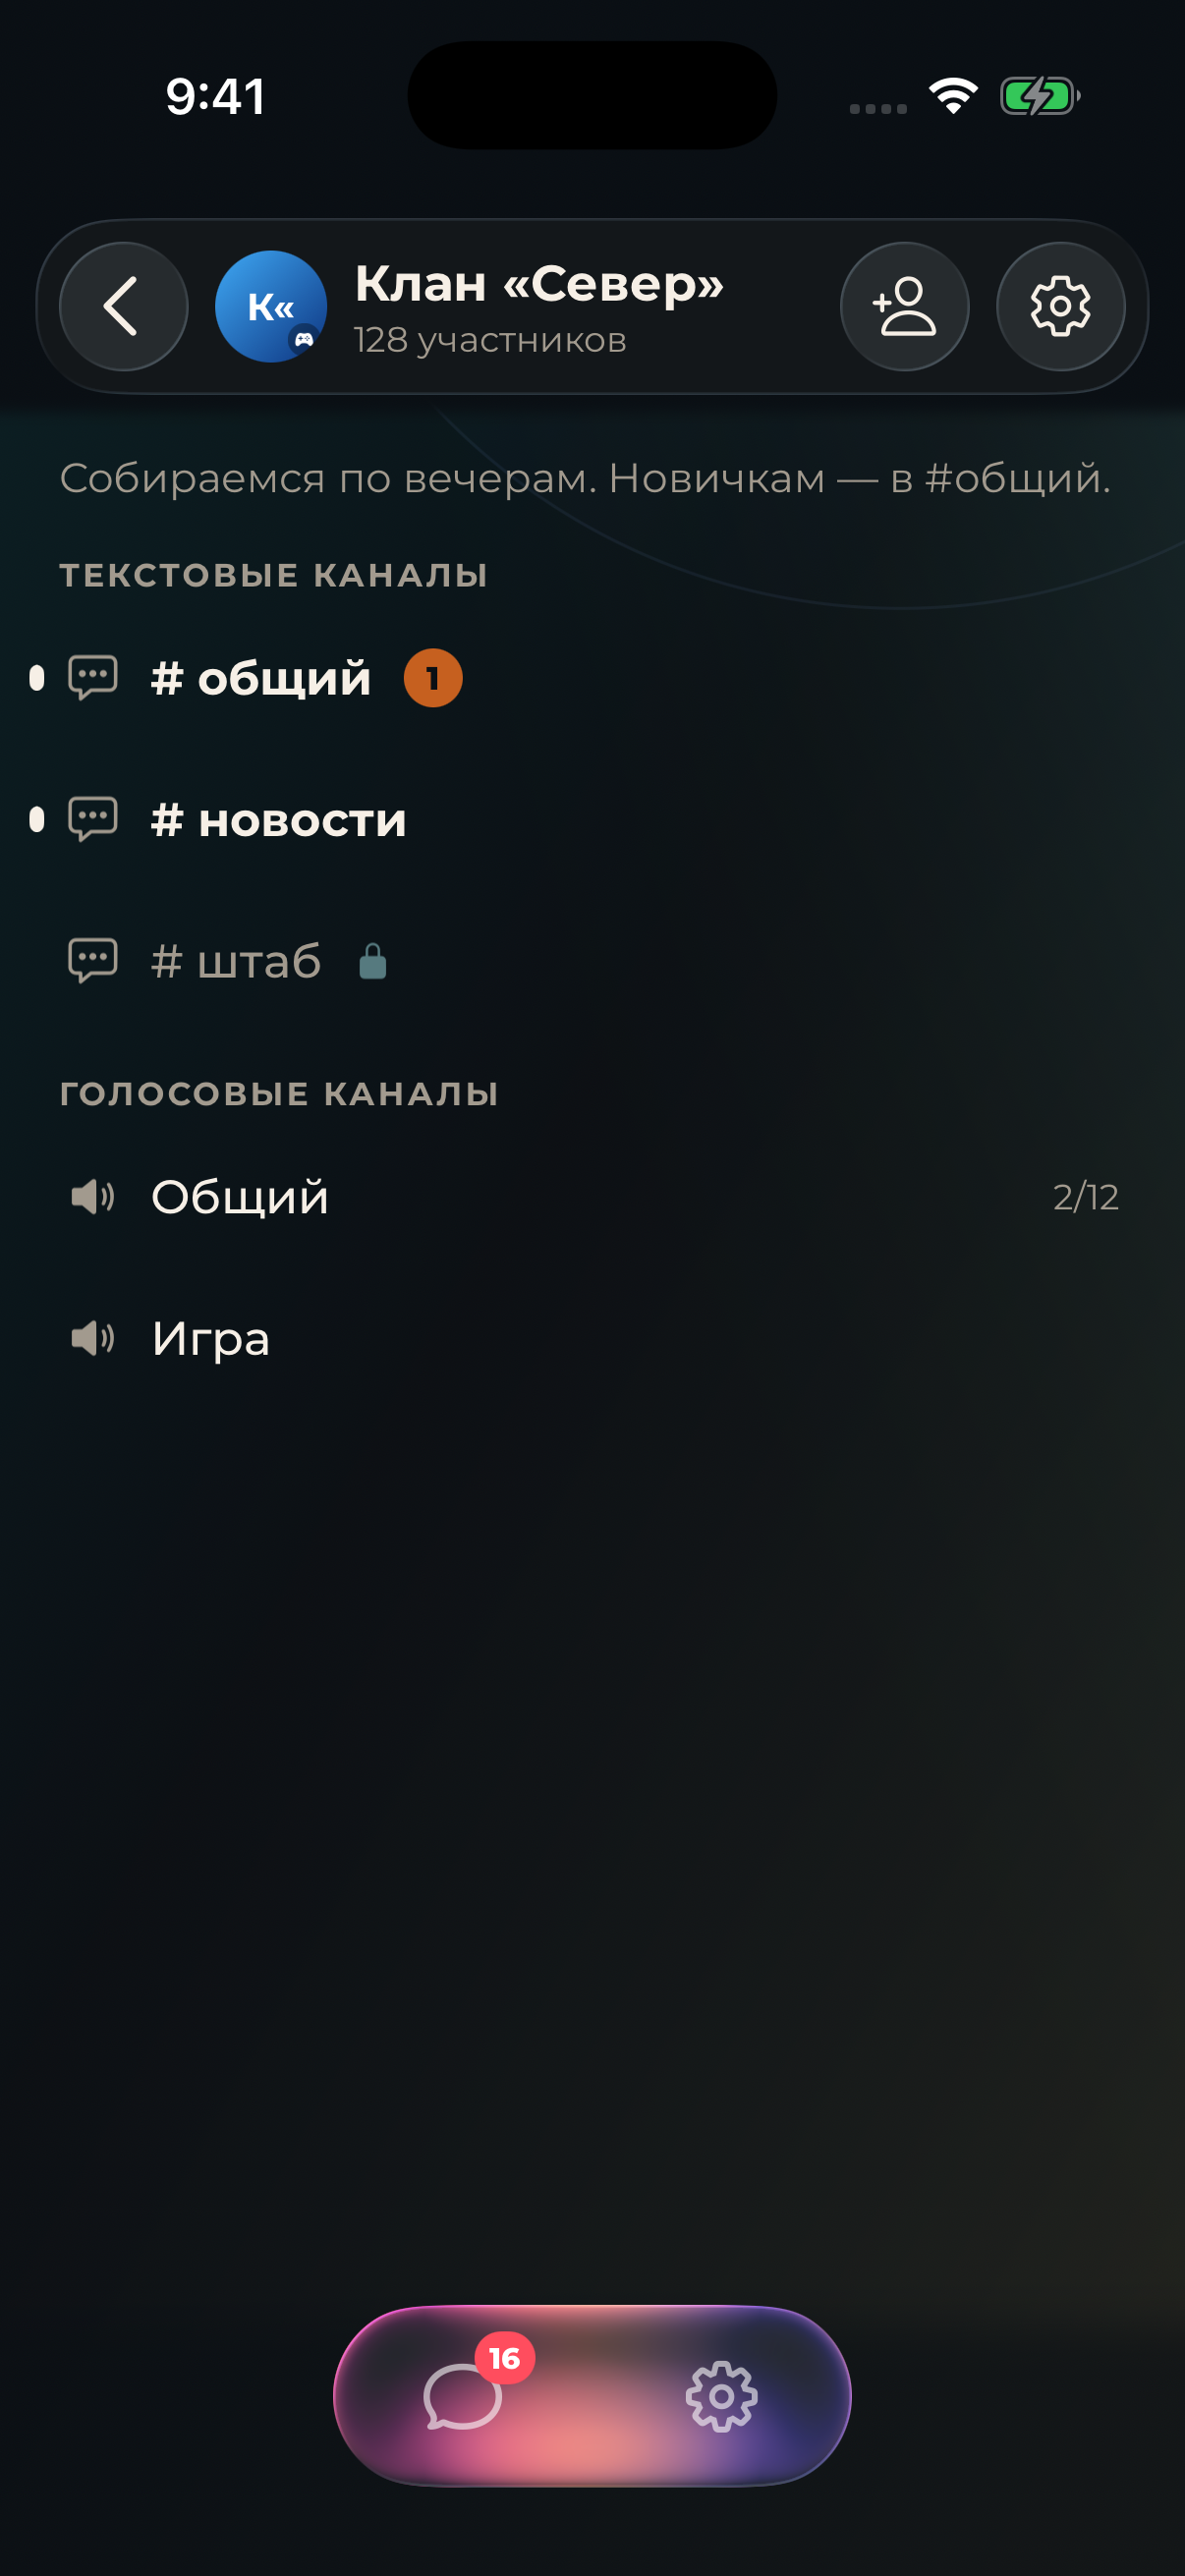 9:41
К«
Клан «Север»
128 участников
Собираемся по вечерам. Новичкам — в #общий.
ТЕКСТОВЫЕ КАНАЛЫ
# общий 1
# новости
# штаб
ГОЛОСОВЫЕ КАНАЛЫ
Общий 2/12
Игра
16